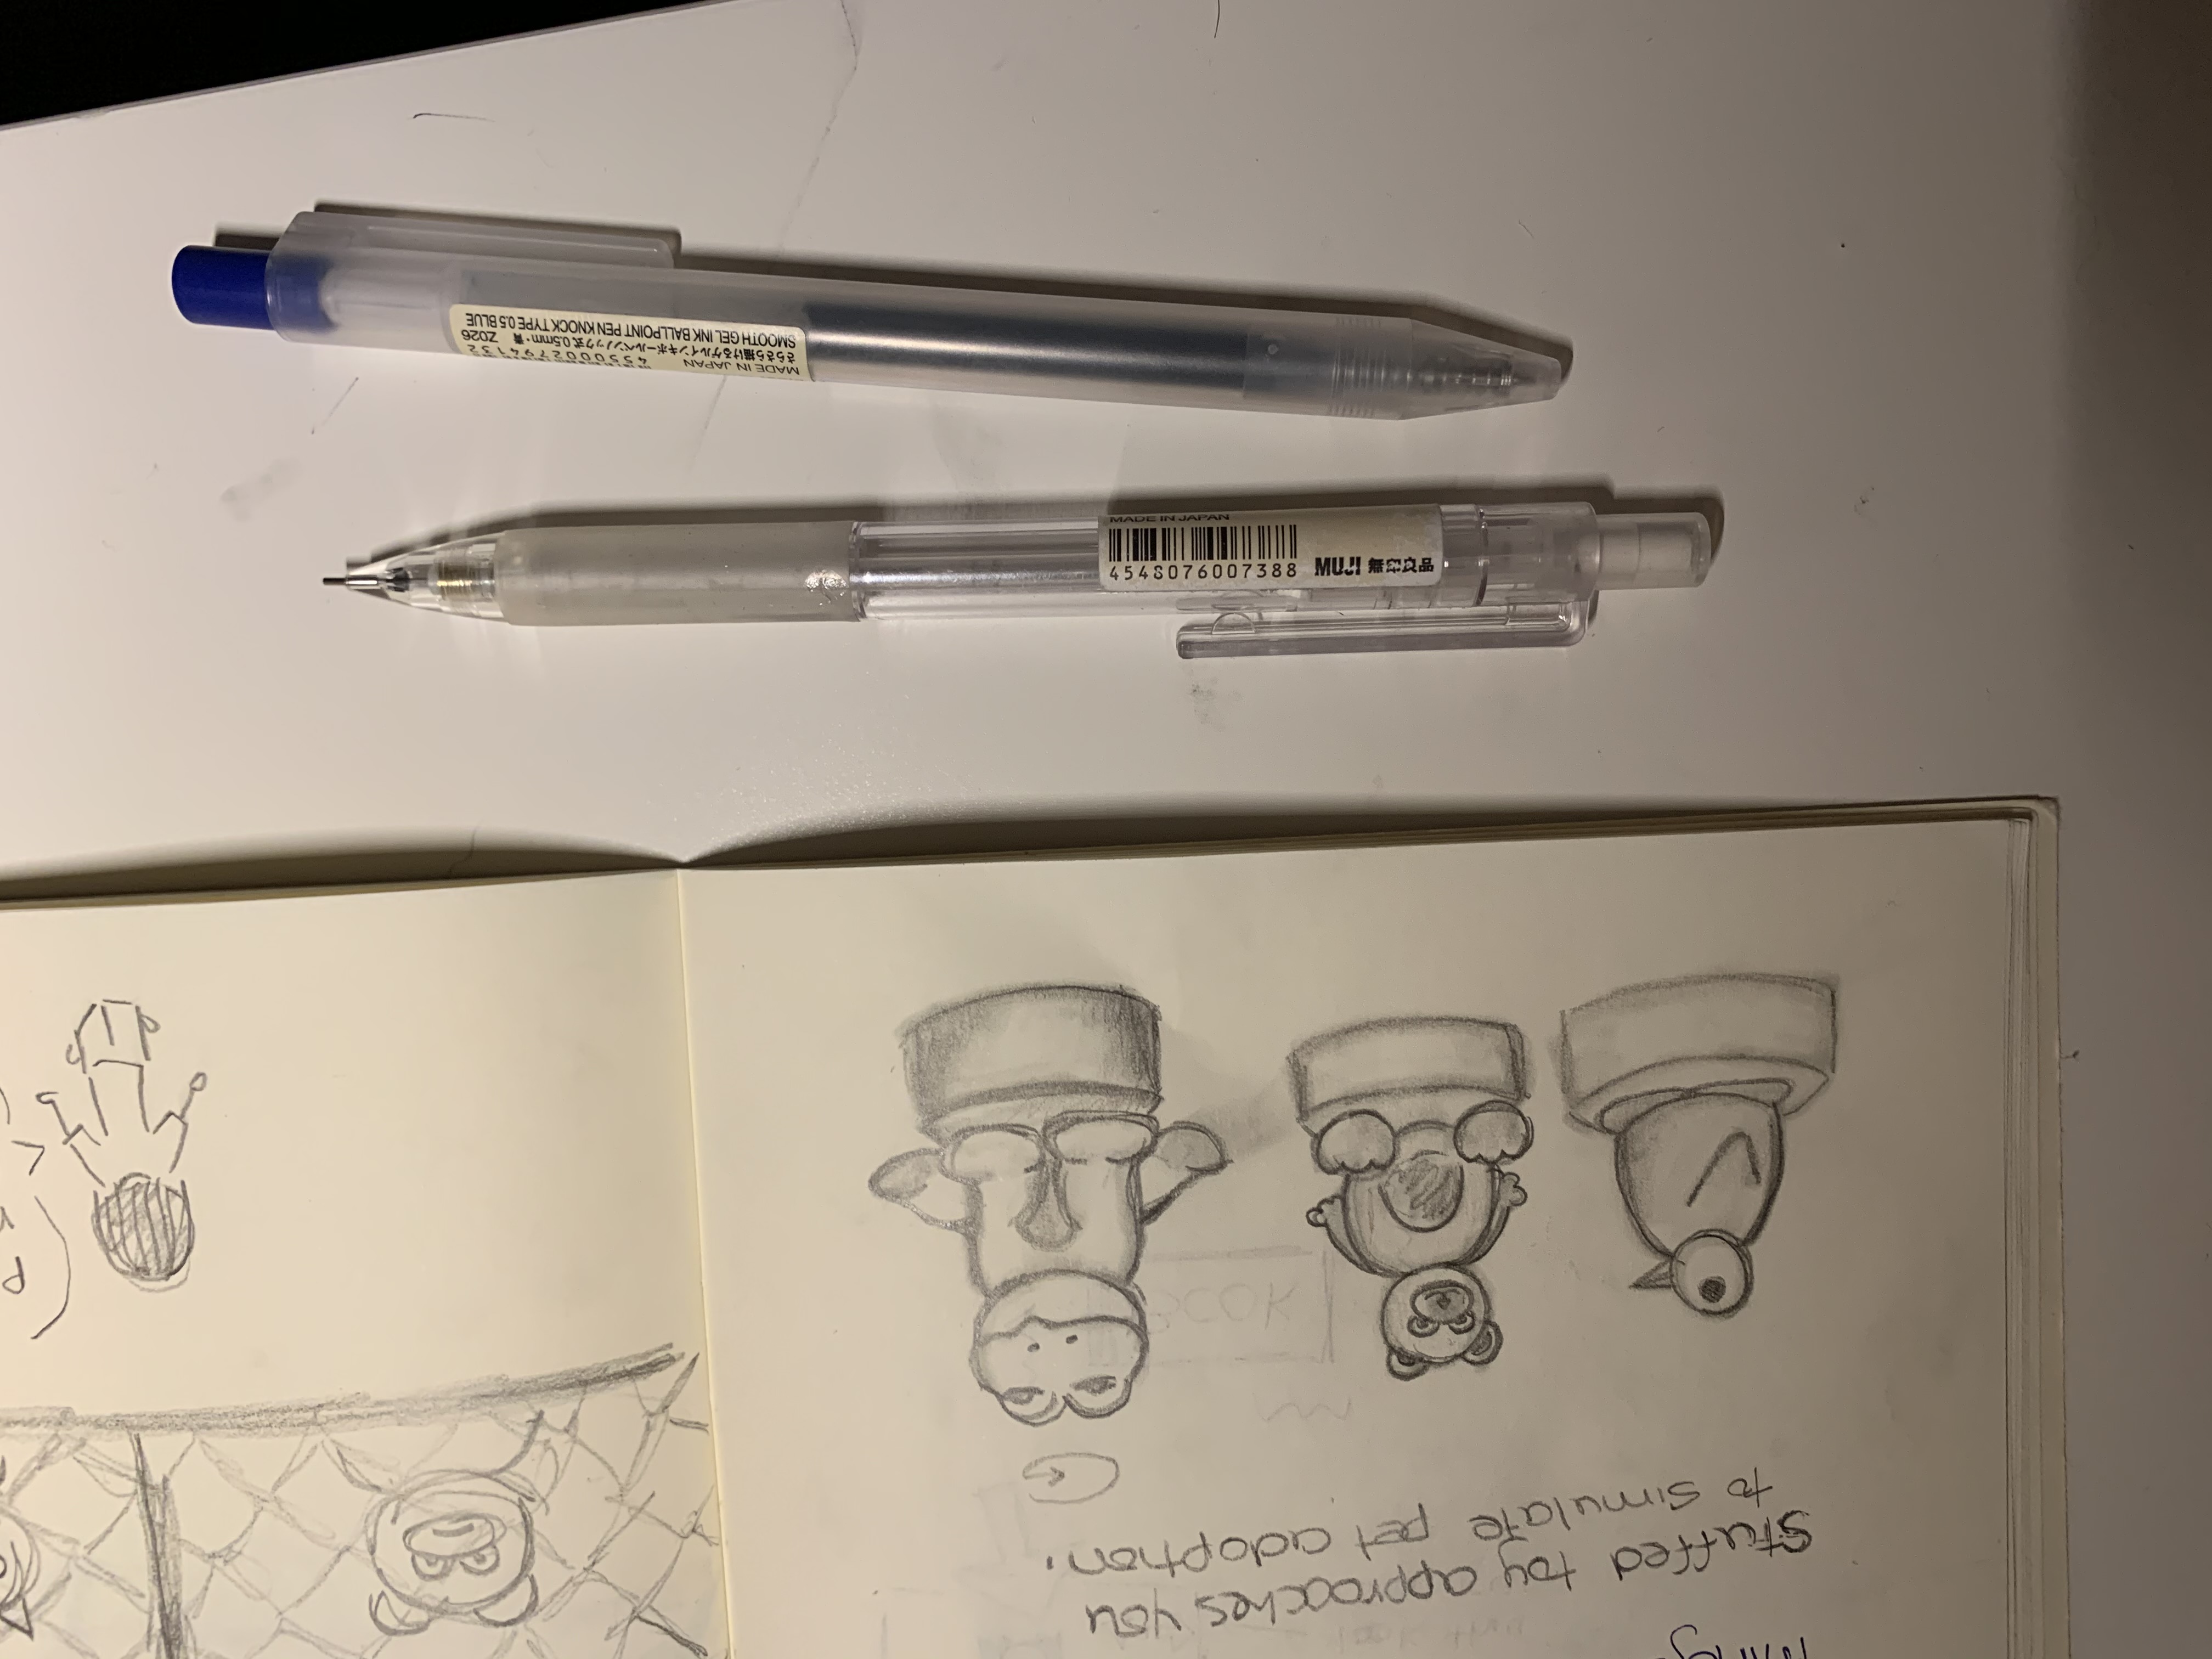 Stuffed toy approaches you
to simulate pet adoption.
MADE IN JAPAN
4548076007388
MUJI 無印良品
MADE IN JAPAN 4550002794132
さらさら描けるゲルインキボールペンノック式 0.5mm・青 Z026
SMOOTH GEL INK BALLPOINT PEN KNOCK TYPE 0.5 BLUE